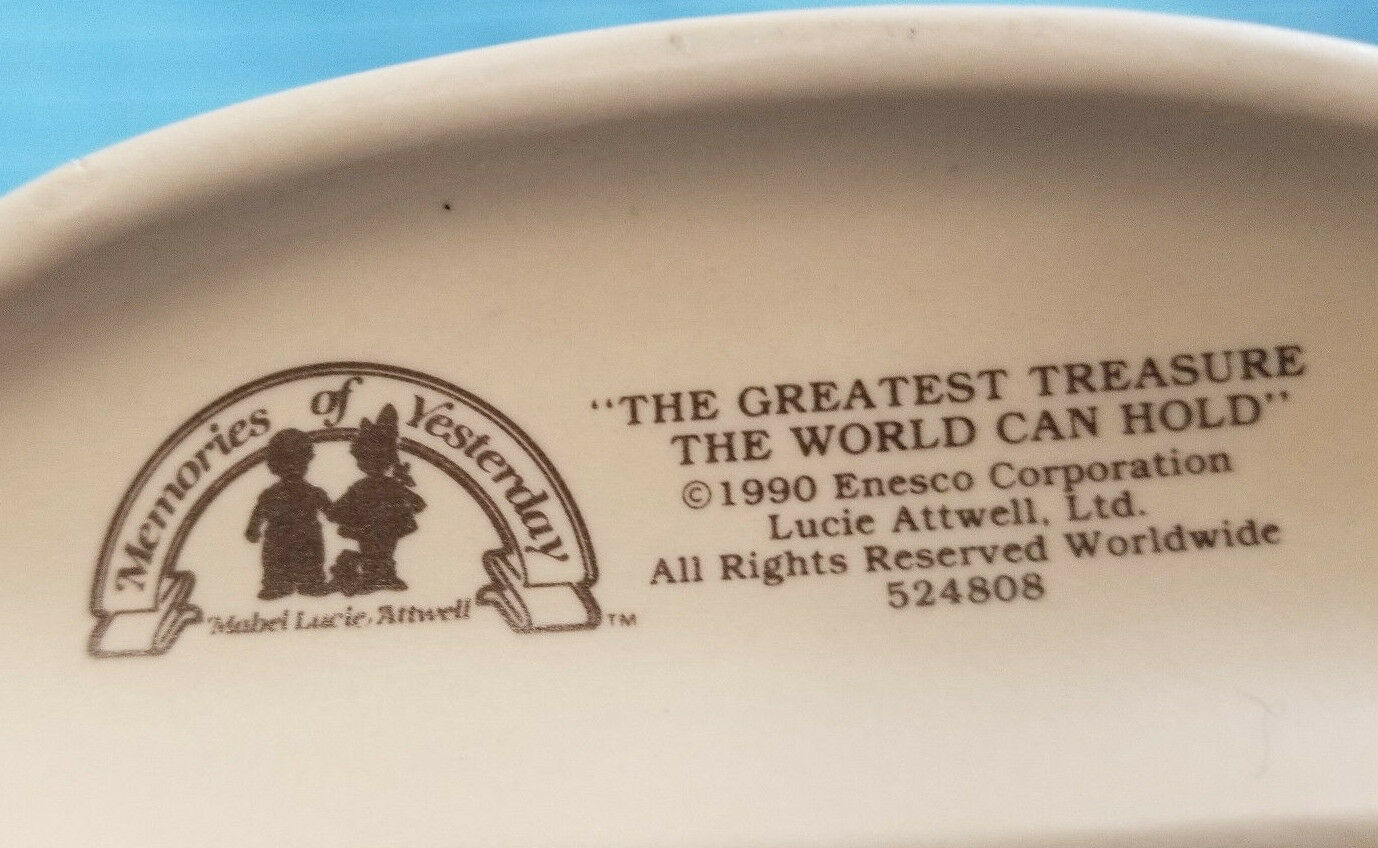 Memories of Yesterday
Mabel Lucie Attwell
TM
“THE GREATEST TREASURE
THE WORLD CAN HOLD”
©1990 Enesco Corporation
Lucie Attwell, Ltd.
All Rights Reserved Worldwide
524808